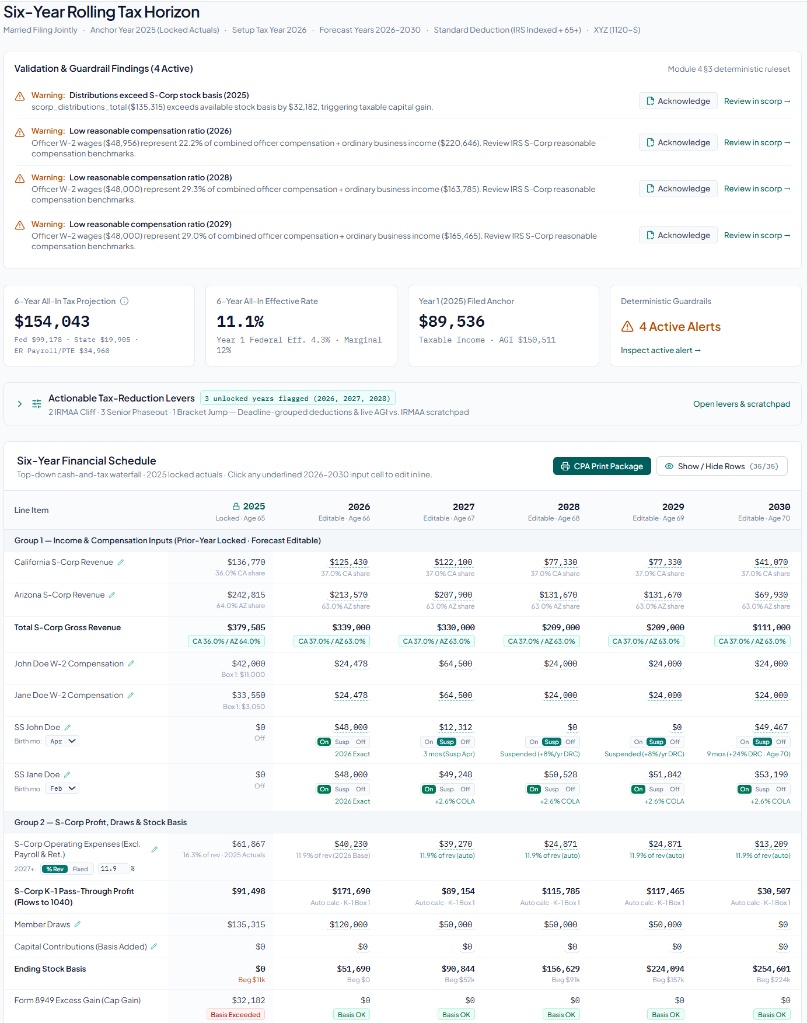 Six-Year Rolling Tax Horizon
Married Filing Jointly · Anchor Year 2025 (Locked Actuals) · Setup Tax Year 2026 · Forecast Years 2026–2030 · Standard Deduction (IRS Indexed + 65+) · XYZ (1120-S)
Validation & Guardrail Findings (4 Active)
Module 4 §3 deterministic ruleset
Warning: Distributions exceed S-Corp stock basis (2025)
scorp_distributions_total ($135,315) exceeds available stock basis by $32,182, triggering taxable capital gain.
Acknowledge Review in scorp →
Warning: Low reasonable compensation ratio (2026)
Officer W-2 wages ($48,956) represent 22.2% of combined officer compensation + ordinary business income ($220,646). Review IRS S-Corp reasonable
compensation benchmarks.
Acknowledge Review in scorp →
Warning: Low reasonable compensation ratio (2028)
Officer W-2 wages ($48,000) represent 29.3% of combined officer compensation + ordinary business income ($163,785). Review IRS S-Corp reasonable
compensation benchmarks.
Acknowledge Review in scorp →
Warning: Low reasonable compensation ratio (2029)
Officer W-2 wages ($48,000) represent 29.0% of combined officer compensation + ordinary business income ($165,465). Review IRS S-Corp reasonable
compensation benchmarks.
Acknowledge Review in scorp →
6-Year All-In Tax Projection
$154,043
Fed $99,178 · State $19,905 ·
ER Payroll/PTE $34,960
6-Year All-In Effective Rate
11.1%
Year 1 Federal Eff. 4.3% · Marginal
12%
Year 1 (2025) Filed Anchor
$89,536
Taxable Income · AGI $150,511
Deterministic Guardrails
4 Active Alerts
Inspect active alert →
Actionable Tax-Reduction Levers 3 unlocked years flagged (2026, 2027, 2028)
2 IRMAA Cliff · 3 Senior Phaseout · 1 Bracket Jump — Deadline-grouped deductions & live AGI vs. IRMAA scratchpad
Open levers & scratchpad
Six-Year Financial Schedule
Top-down cash-and-tax waterfall · 2025 locked actuals · Click any underlined 2026–2030 input cell to edit inline.
CPA Print Package Show / Hide Rows (36/36)
Line Item 2025 2026 2027 2028 2029 2030
Locked · Age 65 Editable · Age 66 Editable · Age 67 Editable · Age 68 Editable · Age 69 Editable · Age 70
Group 1 — Income & Compensation Inputs (Prior-Year Locked · Forecast Editable)
California S-Corp Revenue $136,770 $125,430 $122,100 $77,330 $77,330 $41,070
36.0% CA share 37.0% CA share 37.0% CA share 37.0% CA share 37.0% CA share 37.0% CA share
Arizona S-Corp Revenue $242,815 $213,570 $207,900 $131,670 $131,670 $69,930
64.0% AZ share 63.0% AZ share 63.0% AZ share 63.0% AZ share 63.0% AZ share 63.0% AZ share
Total S-Corp Gross Revenue $379,585 $339,000 $330,000 $209,000 $209,000 $111,000
CA 36.0% / AZ 64.0% CA 37.0% / AZ 63.0% CA 37.0% / AZ 63.0% CA 37.0% / AZ 63.0% CA 37.0% / AZ 63.0% CA 37.0% / AZ 63.0%
John Doe W-2 Compensation $42,000 $24,478 $64,500 $24,000 $24,000 $24,000
Box 1: $11,000
Jane Doe W-2 Compensation $33,550 $24,478 $64,500 $24,000 $24,000 $24,000
Box 1: $3,050
SS John Doe $0 $48,000 $12,312 $0 $0 $49,467
Birth mo. Apr Off On Susp Off On Susp Off On Susp Off On Susp Off On Susp Off
2026 Exact 3 mos (Susp Apr) Suspended (+8%/yr DRC) Suspended (+8%/yr DRC) 9 mos (+24% DRC · Age 70)
SS Jane Doe $0 $48,000 $49,248 $50,528 $51,842 $53,190
Birth mo. Feb Off On Susp Off On Susp Off On Susp Off On Susp Off On Susp Off
2026 Exact +2.6% COLA +2.6% COLA +2.6% COLA +2.6% COLA
Group 2 — S-Corp Profit, Draws & Stock Basis
S-Corp Operating Expenses (Excl. $61,867 $40,230 $39,270 $24,871 $24,871 $13,209
Payroll & Ret.) 16.3% of rev · 2025 Actuals 11.9% of rev (2026 Base) 11.9% of rev (auto) 11.9% of rev (auto) 11.9% of rev (auto) 11.9% of rev (auto)
2027+: % Rev Fixed 11.9 %
S-Corp K-1 Pass-Through Profit $91,498 $171,690 $89,154 $115,785 $117,465 $30,507
(Flows to 1040) Auto calc · K-1 Box 1 Auto calc · K-1 Box 1 Auto calc · K-1 Box 1 Auto calc · K-1 Box 1 Auto calc · K-1 Box 1
Member Draws $135,315 $120,000 $50,000 $50,000 $50,000 $0
Capital Contributions (Basis Added) $0 $0 $0 $0 $0 $0
Ending Stock Basis $0 $51,690 $90,844 $156,629 $224,094 $254,601
Beg $11k Beg $0 Beg $52k Beg $91k Beg $157k Beg $224k
Form 8949 Excess Gain (Cap Gain) $32,182 $0 $0 $0 $0 $0
Basis Exceeded Basis OK Basis OK Basis OK Basis OK Basis OK